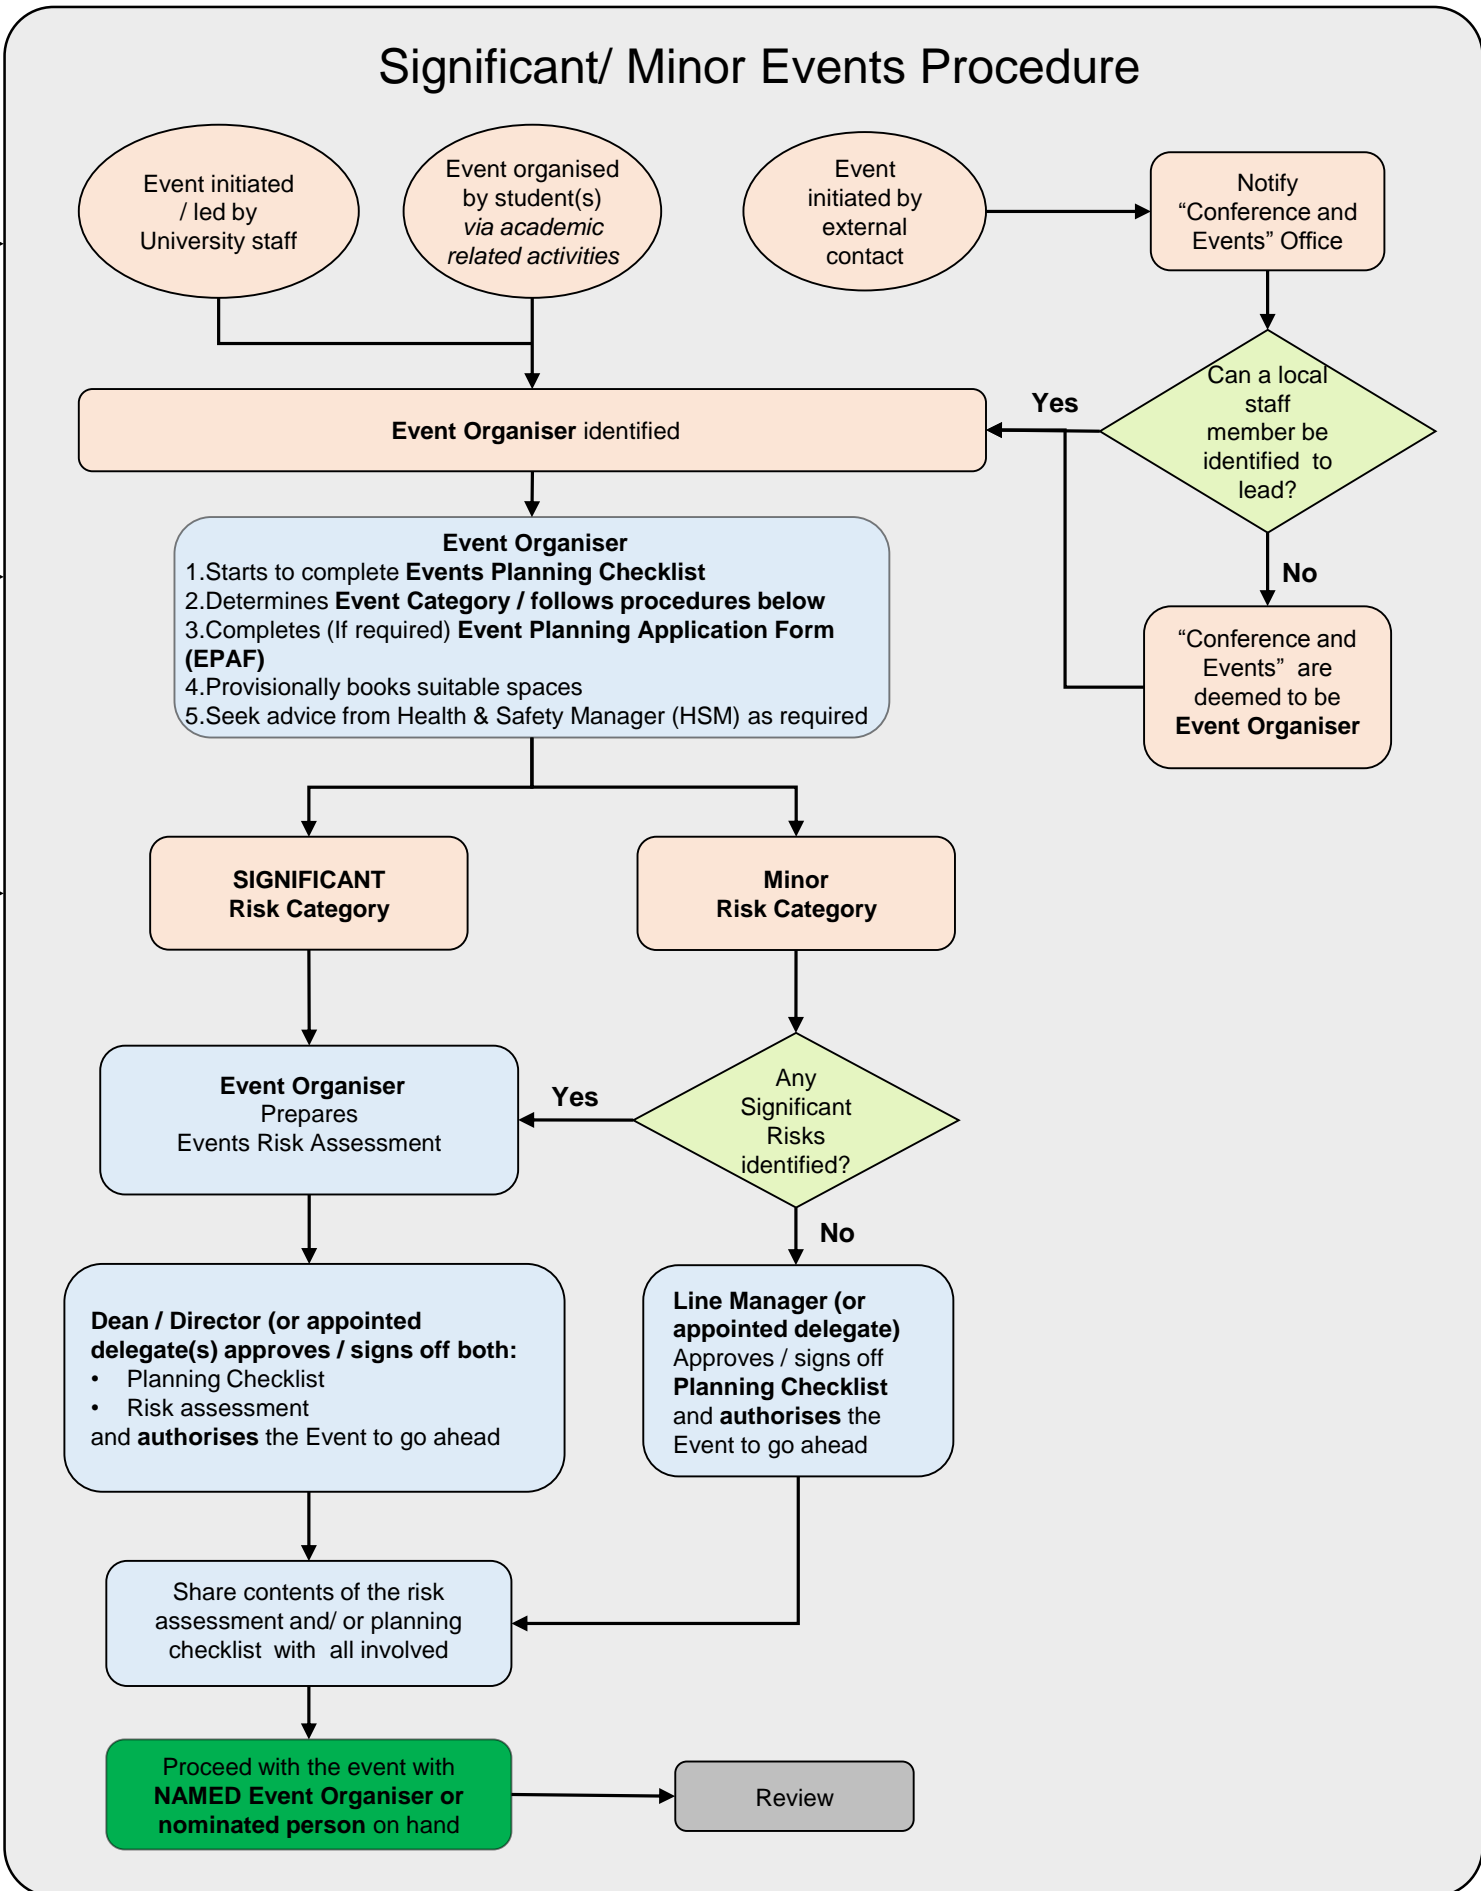 Significant/ Minor Events Procedure
Event initiated
/ led by
University staff
Event organised
by student(s)
via academic
related activities
Event
initiated by
external
contact
Notify
“Conference and
Events” Office
Can a local
staff
member be
identified to
lead?
Yes
Event Organiser identified
No
“Conference and
Events” are
deemed to be
Event Organiser
Event Organiser
1.Starts to complete Events Planning Checklist
2.Determines Event Category / follows procedures below
3.Completes (If required) Event Planning Application Form
(EPAF)
4.Provisionally books suitable spaces
5.Seek advice from Health & Safety Manager (HSM) as required
SIGNIFICANT
Risk Category
Minor
Risk Category
Event Organiser
Prepares
Events Risk Assessment
Yes
Any
Significant
Risks
identified?
No
Dean / Director (or appointed
delegate(s) approves / signs off both:
• Planning Checklist
• Risk assessment
and authorises the Event to go ahead
Line Manager (or
appointed delegate)
Approves / signs off
Planning Checklist
and authorises the
Event to go ahead
Share contents of the risk
assessment and/ or planning
checklist with all involved
Proceed with the event with
NAMED Event Organiser or
nominated person on hand
Review